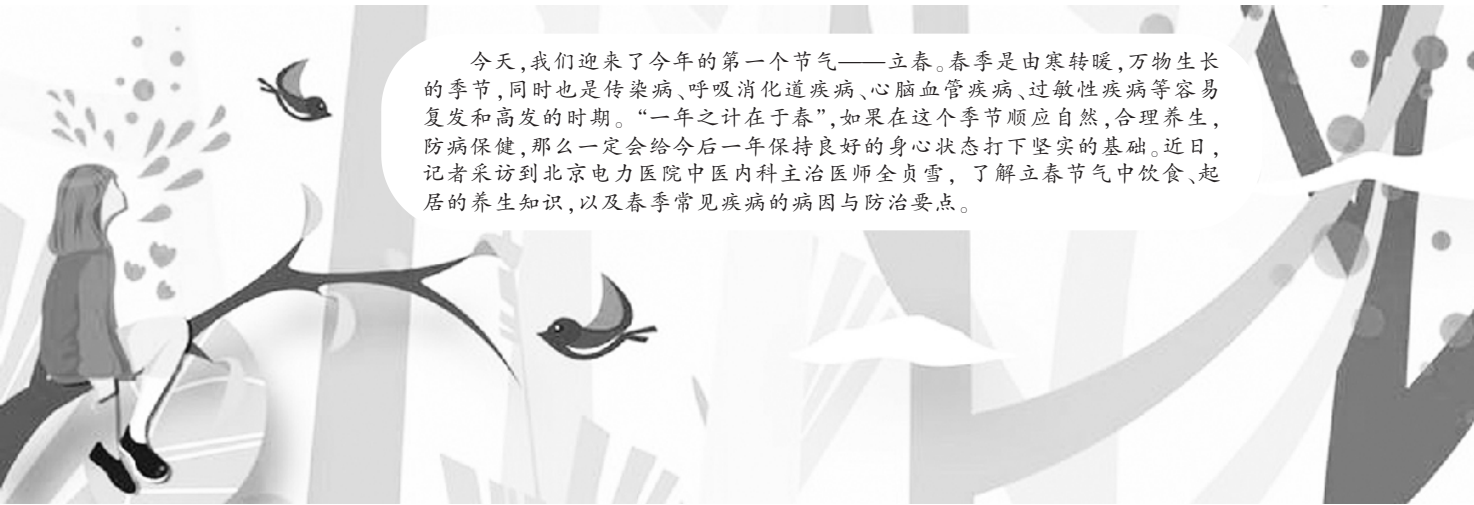 今天,我们迎来了今年的第一个节气——立春。春季是由寒转暖,万物生长
的季节,同时也是传染病、呼吸消化道疾病、心脑血管疾病、过敏性疾病等容易
复发和高发的时期。“一年之计在于春”,如果在这个季节顺应自然,合理养生,
防病保健,那么一定会给今后一年保持良好的身心状态打下坚实的基础。近日,
记者采访到北京电力医院中医内科主治医师全贞雪，了解立春节气中饮食、起
居的养生知识,以及春季常见疾病的病因与防治要点。